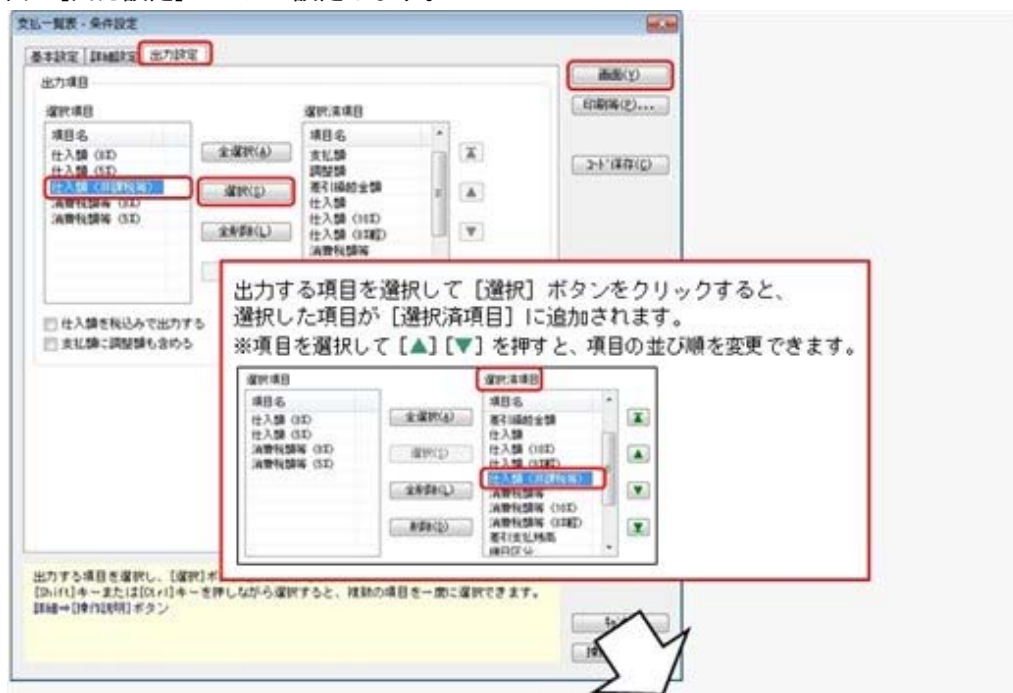 支払一覧表 - 条件設定
基本設定 詳細設定 出力設定
画面(V)
出力項目
印刷等(P)...
選択項目 選択済項目
項目名 項目名
仕入額 (8%) 全選択(A) 支払額
コード保存(C)
仕入額 (5%) 調整額
仕入額 (非課税等) 選択(S) 差引締前金額
消費税額等 (8%) 仕入額
消費税額等 (5%) 仕入額 (10%)
全削除(L) 仕入額 (8%軽)
消費税額等
出力する項目を選択して [選択] ボタンをクリックすると、
選択した項目が [選択済項目] に追加されます。
※項目を選択して [▲] [▼] を押すと、項目の並び順を変更できます。
仕入額を税込みで出力する
支払額に調整額も含める
選択項目 選択済項目
項目名 項目名
仕入額 (8%) 全選択(A)
仕入額 (5%) 仕入額
消費税額等 (8%) 選択(S) 仕入額 (10%)
消費税額等 (5%) 仕入額 (8%軽)
仕入額 (非課税等)
全削除(L) 消費税額等
消費税額等 (10%)
削除(D) 消費税額等 (8%軽)
差引支払残高
締日区分
出力する項目を選択し、[選択]ボ
[Shift]キーまたは[Ctrl]キーを押しながら選択すると、複数の項目を一度に選択できます。
詳細⇒[操作説明]ボタン